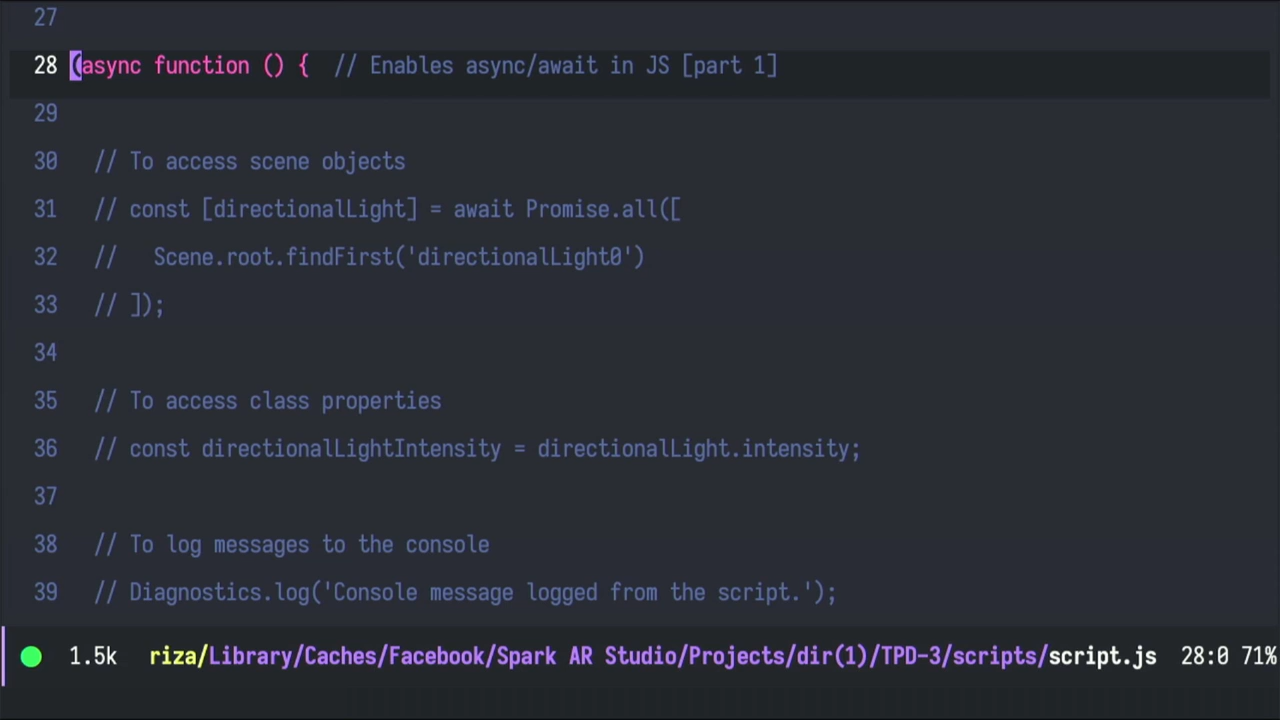 27
28 (async function () {  // Enables async/await in JS [part 1]
29
30   // To access scene objects
31   // const [directionalLight] = await Promise.all([
32   //   Scene.root.findFirst('directionalLight0')
33   // ]);
34
35   // To access class properties
36   // const directionalLightIntensity = directionalLight.intensity;
37
38   // To log messages to the console
39   // Diagnostics.log('Console message logged from the script.');
1.5k riza/Library/Caches/Facebook/Spark AR Studio/Projects/dir(1)/TPD-3/scripts/script.js 28:0 71%